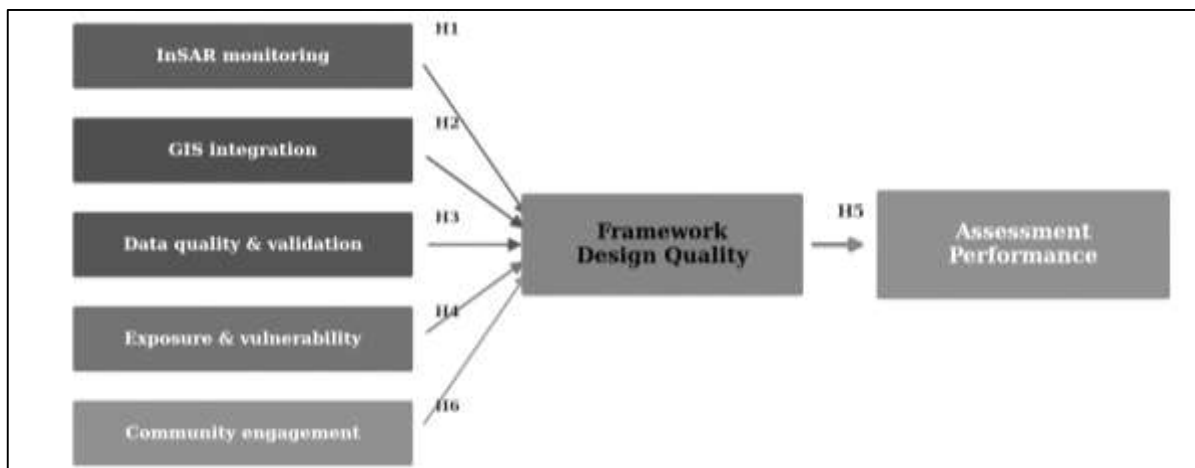 H1
InSAR monitoring
H2
GIS integration
H3
Data quality & validation
H4
Exposure & vulnerability
H6
Community engagement
Framework
Design Quality
H5
Assessment
Performance